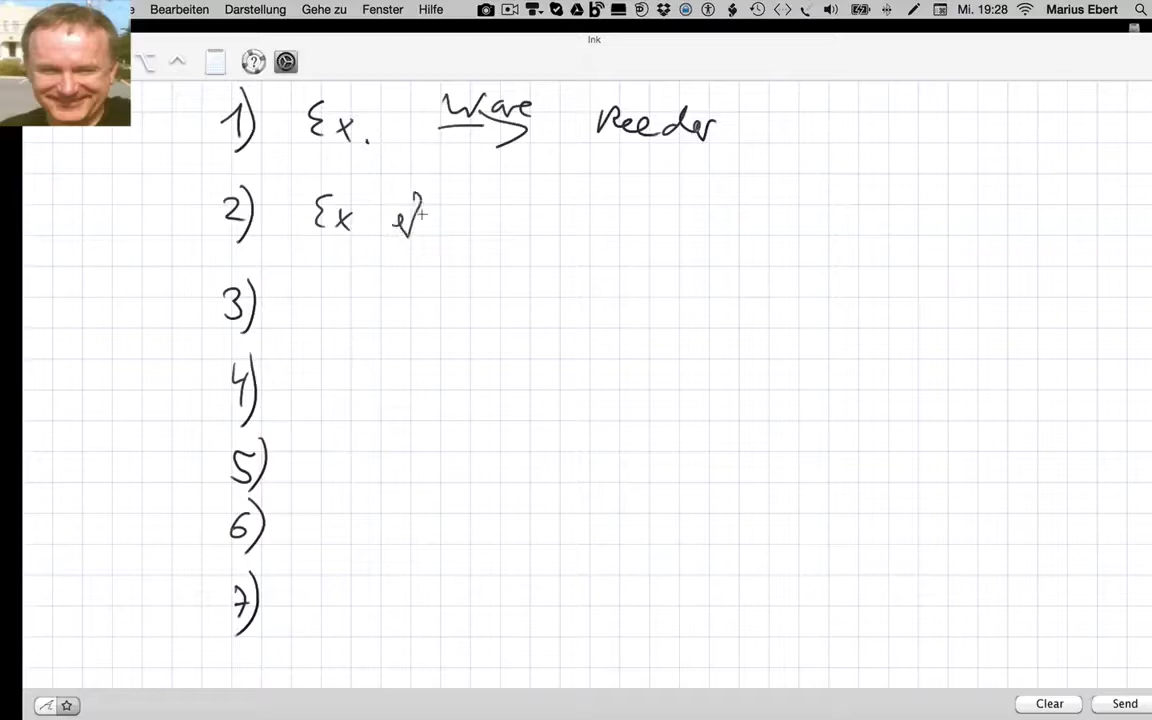 Bearbeiten Darstellung Gehe zu Fenster Hilfe Mi. 19:28 Marius Ebert
Ink
1) Ex. Ware Reeder
2) Ex
3)
4)
5)
6)
7)
Clear Send